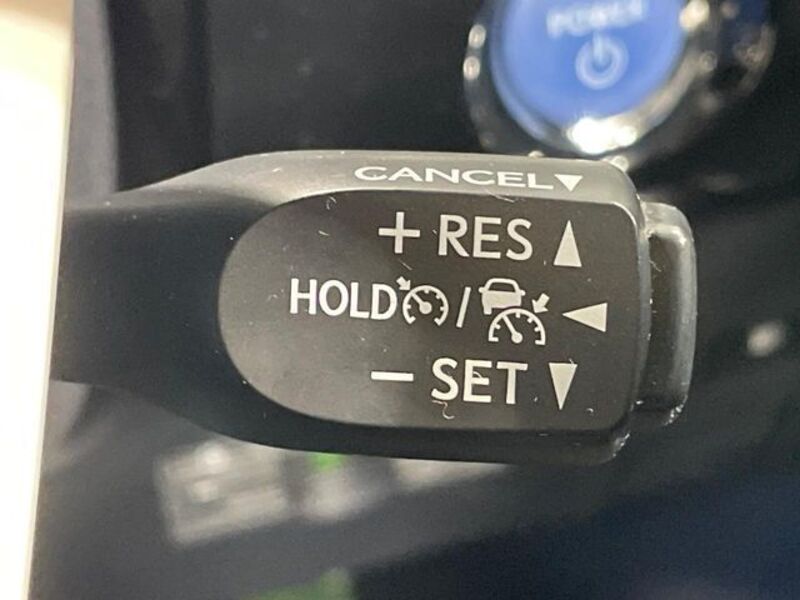 POWER
CANCEL▼
+ RES ▲
HOLD / ◀
− SET ▼